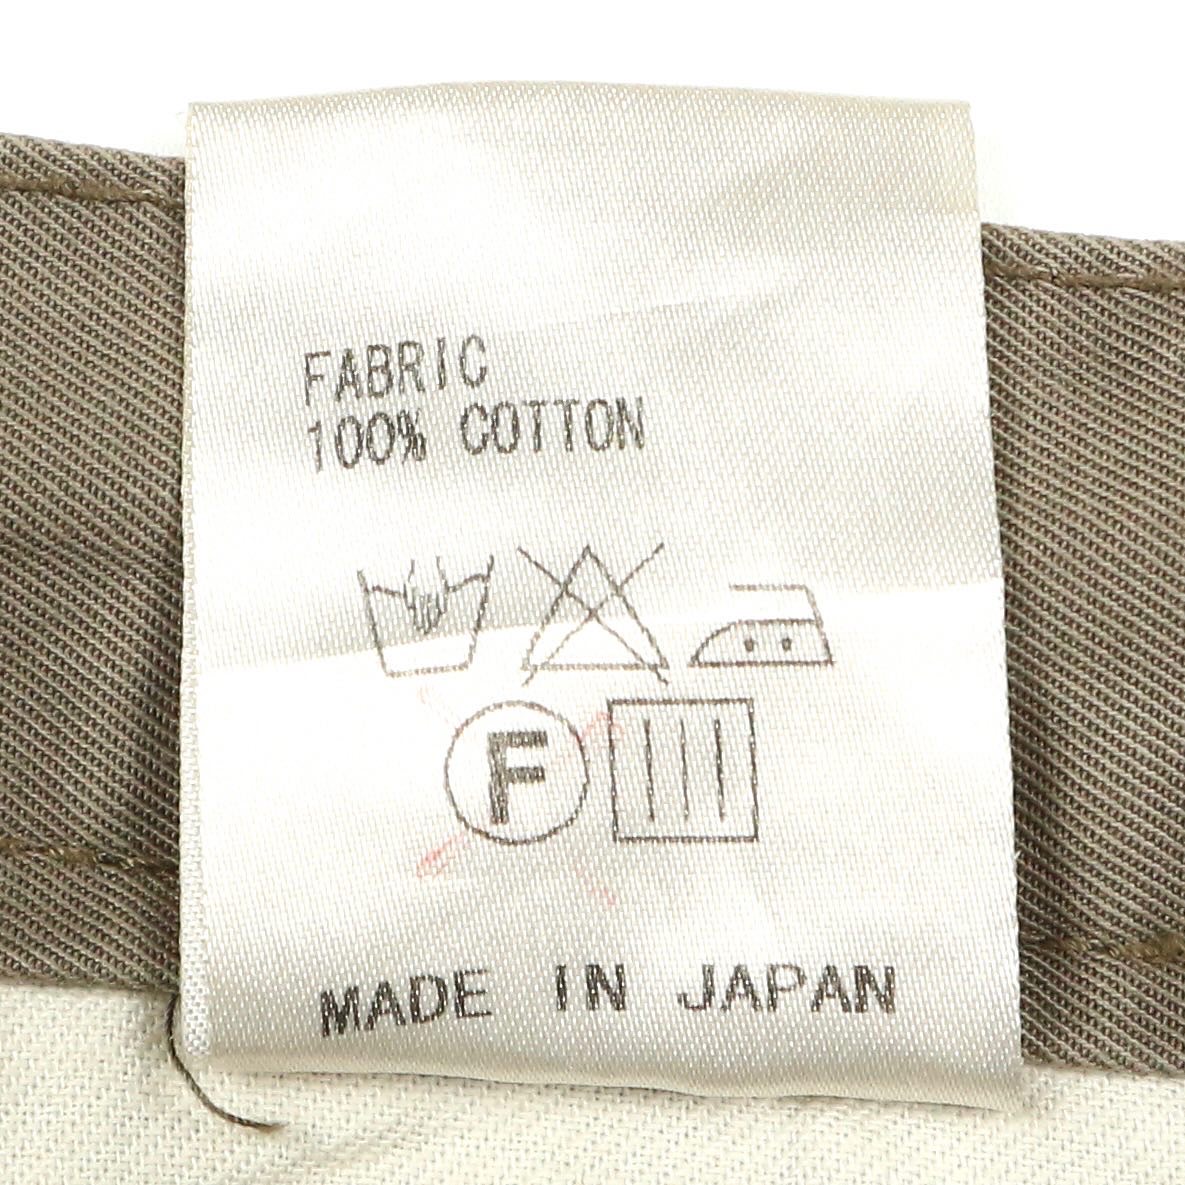 FABRIC
100% COTTON
F
MADE IN JAPAN